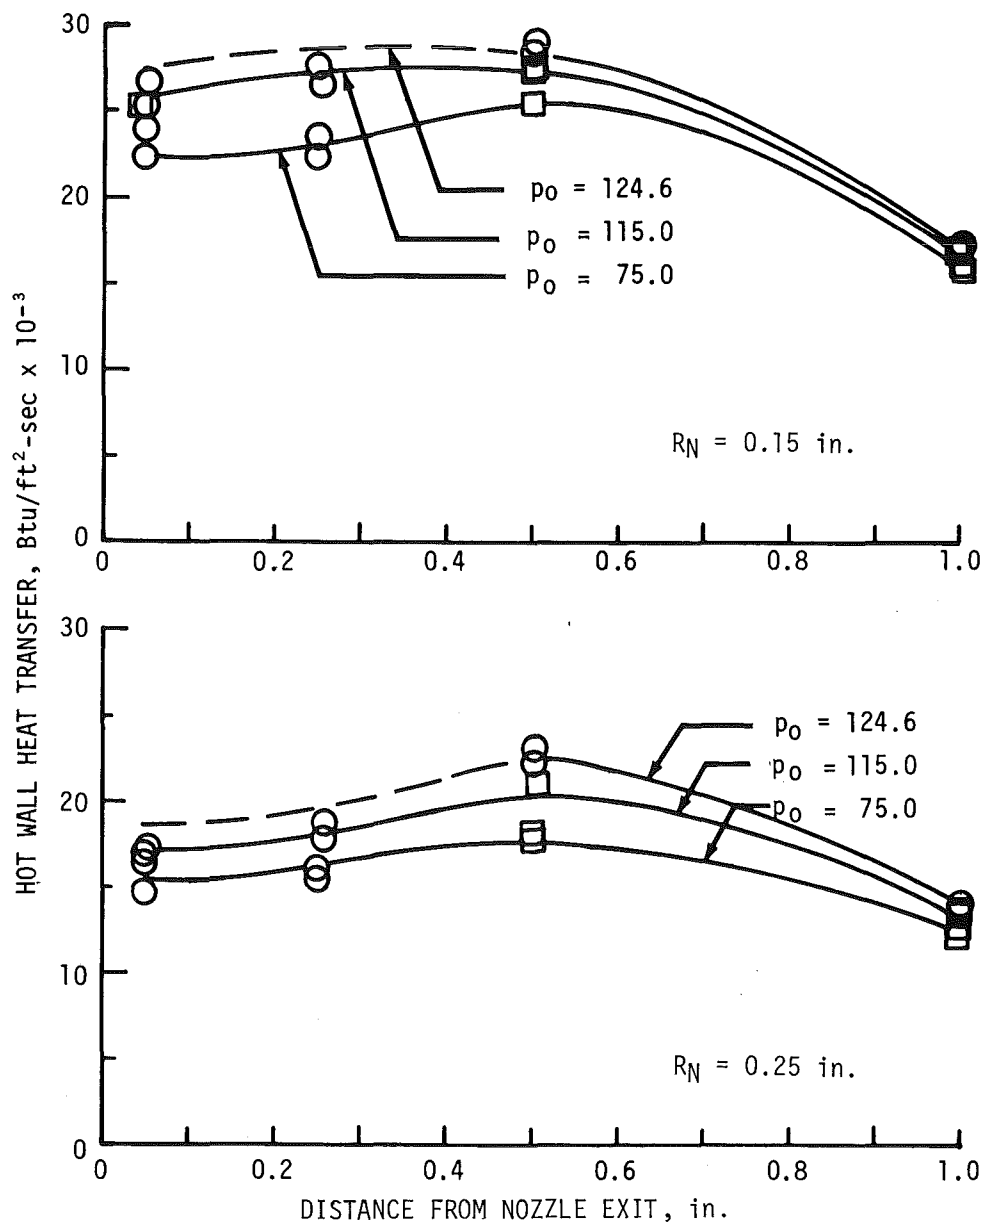 30
20
10
0
p₀ = 124.6
p₀ = 115.0
p₀ = 75.0
R_N = 0.15 in.
0 0.2 0.4 0.6 0.8 1.0
HOT WALL HEAT TRANSFER, Btu/ft²-sec x 10⁻³
30
20
10
0
p₀ = 124.6
p₀ = 115.0
p₀ = 75.0
R_N = 0.25 in.
0 0.2 0.4 0.6 0.8 1.0
DISTANCE FROM NOZZLE EXIT, in.